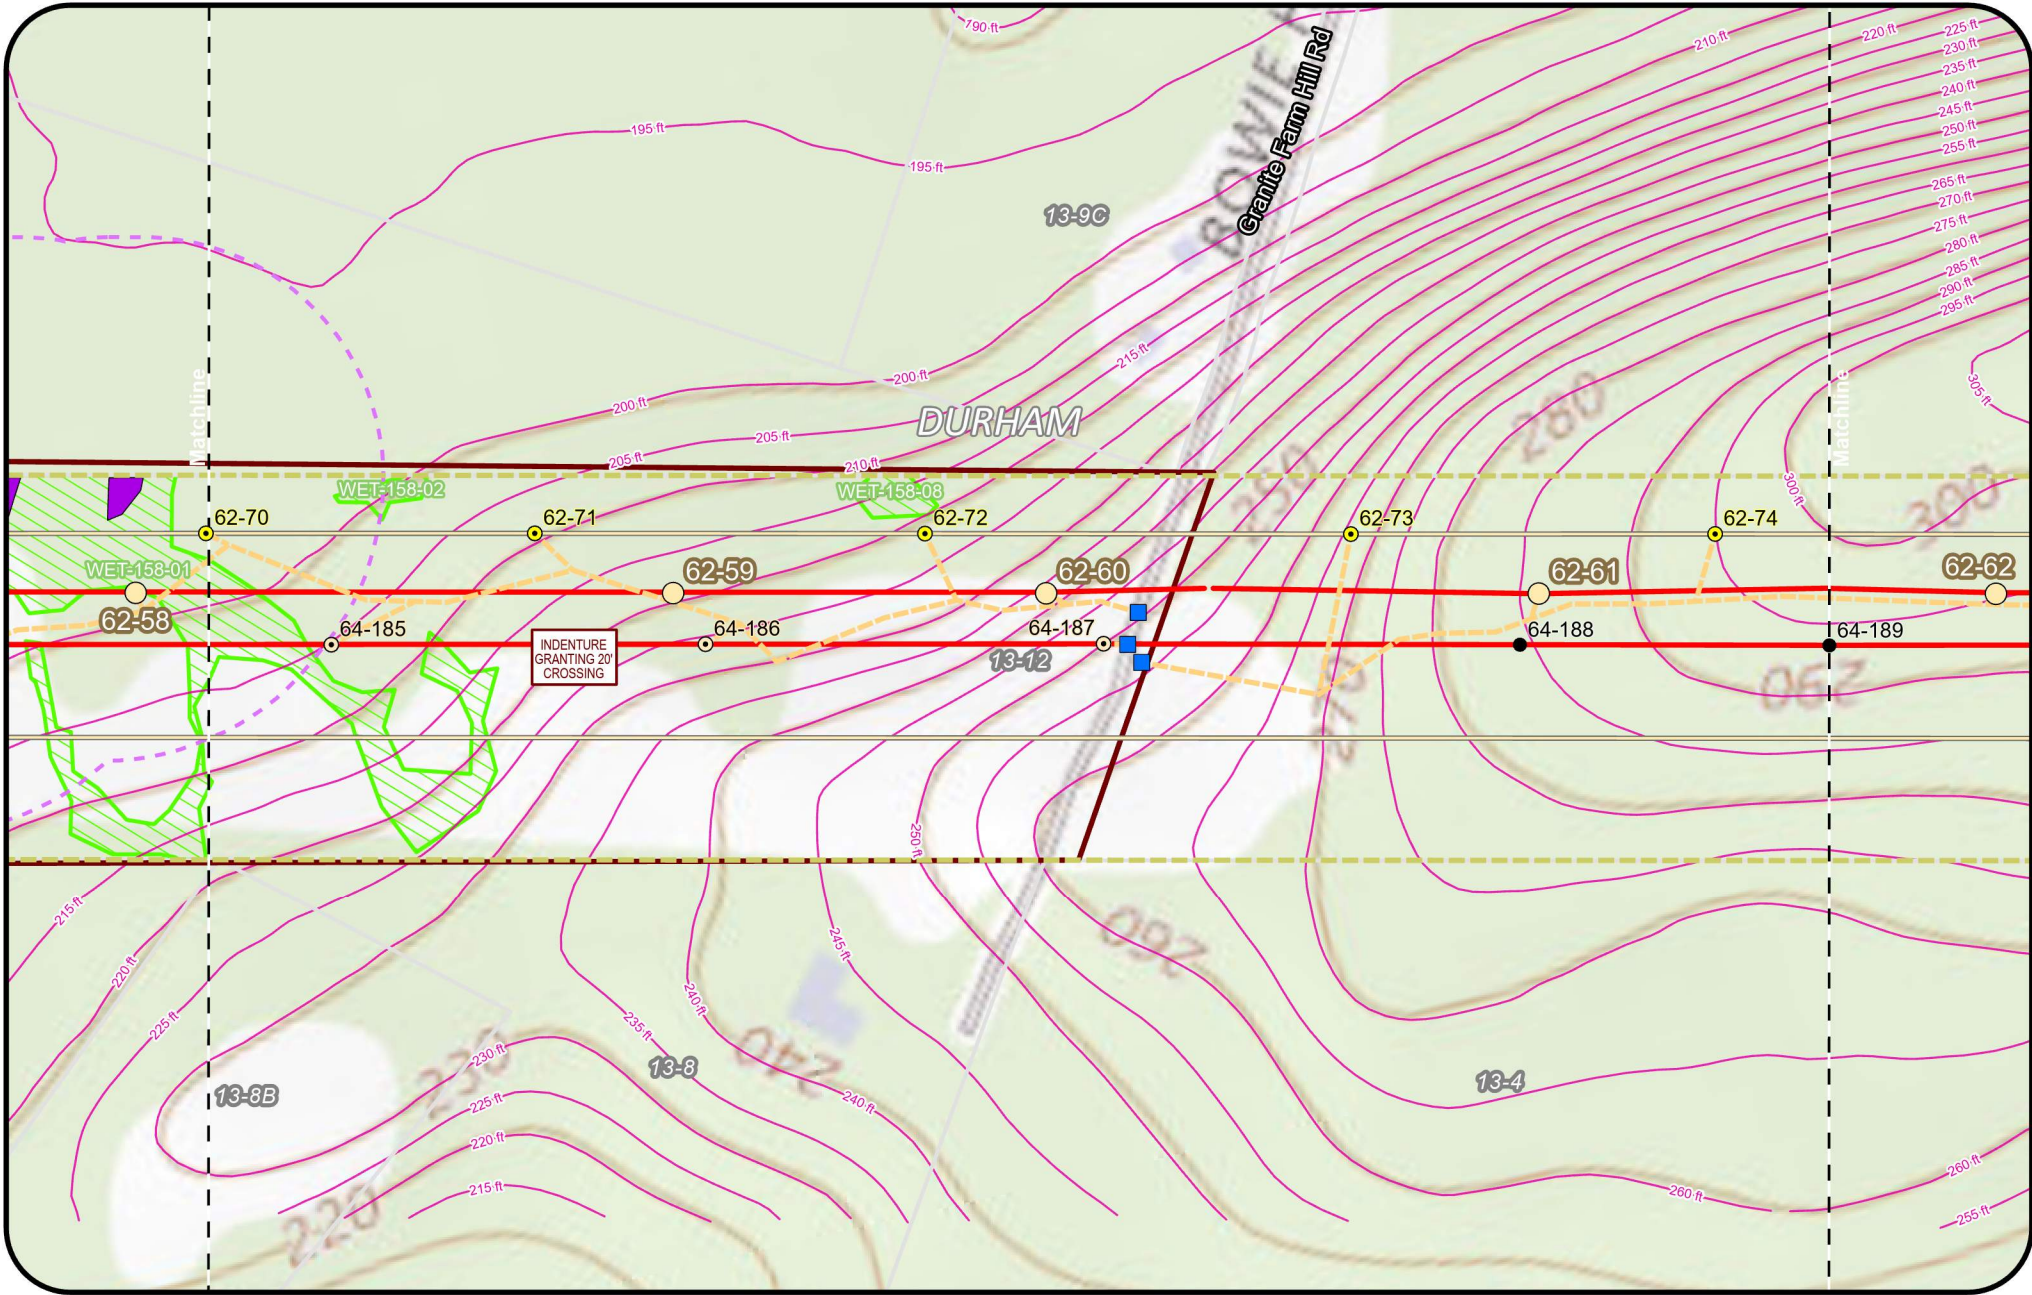 190 ft
210 ft
220 ft
225 ft
230 ft
235 ft
240 ft
245 ft
250 ft
255 ft
265 ft
270 ft
275 ft
280 ft
285 ft
290 ft
295 ft
305 ft
195 ft
195 ft
Granite Farm Hill Rd
13-9C
215 ft
200 ft
200 ft
205 ft
205 ft
210 ft
DURHAM
280
250
300
300 ft
Matchline
Matchline
WET-158-02
WET-158-08
WET-158-01
62-70
62-71
62-72
62-73
62-74
62-58
62-59
62-60
62-61
62-62
64-185
64-186
64-187
64-188
64-189
INDENTURE
GRANTING 20'
CROSSING
13-12
270
290
250 ft
260
215 ft
220 ft
225 ft
245 ft
240 ft
235 ft
230 ft
225 ft
220 ft
215 ft
240 ft
230
240
220
13-8B
13-8
13-4
260 ft
260 ft
255 ft